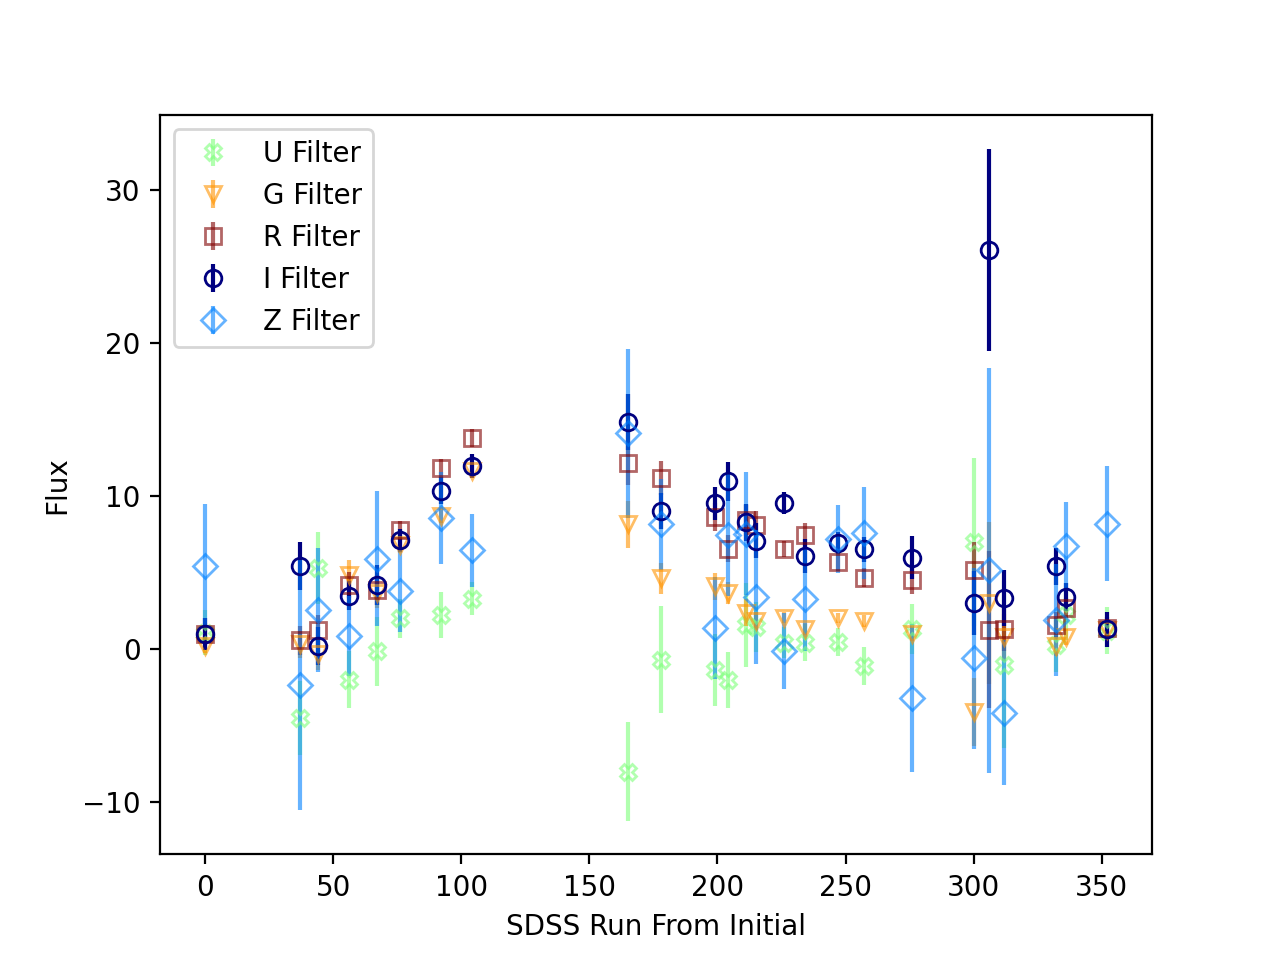 U Filter
G Filter
R Filter
I Filter
Z Filter
30
20
10
0
−10
Flux
0 50 100 150 200 250 300 350
SDSS Run From Initial